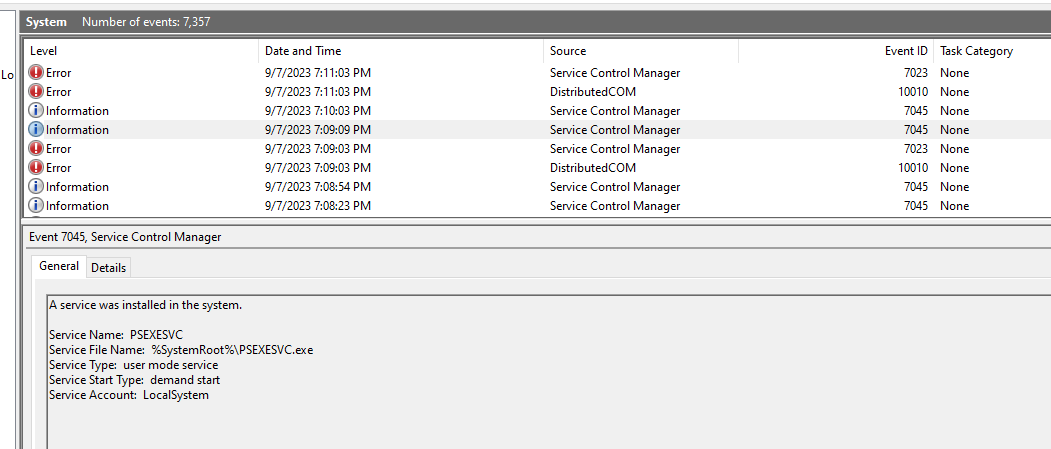 System Number of events: 7,357
Level Date and Time Source Event ID Task Category
Lo
Error 9/7/2023 7:11:03 PM Service Control Manager 7023 None
Error 9/7/2023 7:11:03 PM DistributedCOM 10010 None
Information 9/7/2023 7:10:03 PM Service Control Manager 7045 None
Information 9/7/2023 7:09:09 PM Service Control Manager 7045 None
Error 9/7/2023 7:09:03 PM Service Control Manager 7023 None
Error 9/7/2023 7:09:03 PM DistributedCOM 10010 None
Information 9/7/2023 7:08:54 PM Service Control Manager 7045 None
Information 9/7/2023 7:08:23 PM Service Control Manager 7045 None
Event 7045, Service Control Manager
General Details
A service was installed in the system.
Service Name: PSEXESVC
Service File Name: %SystemRoot%\PSEXESVC.exe
Service Type: user mode service
Service Start Type: demand start
Service Account: LocalSystem